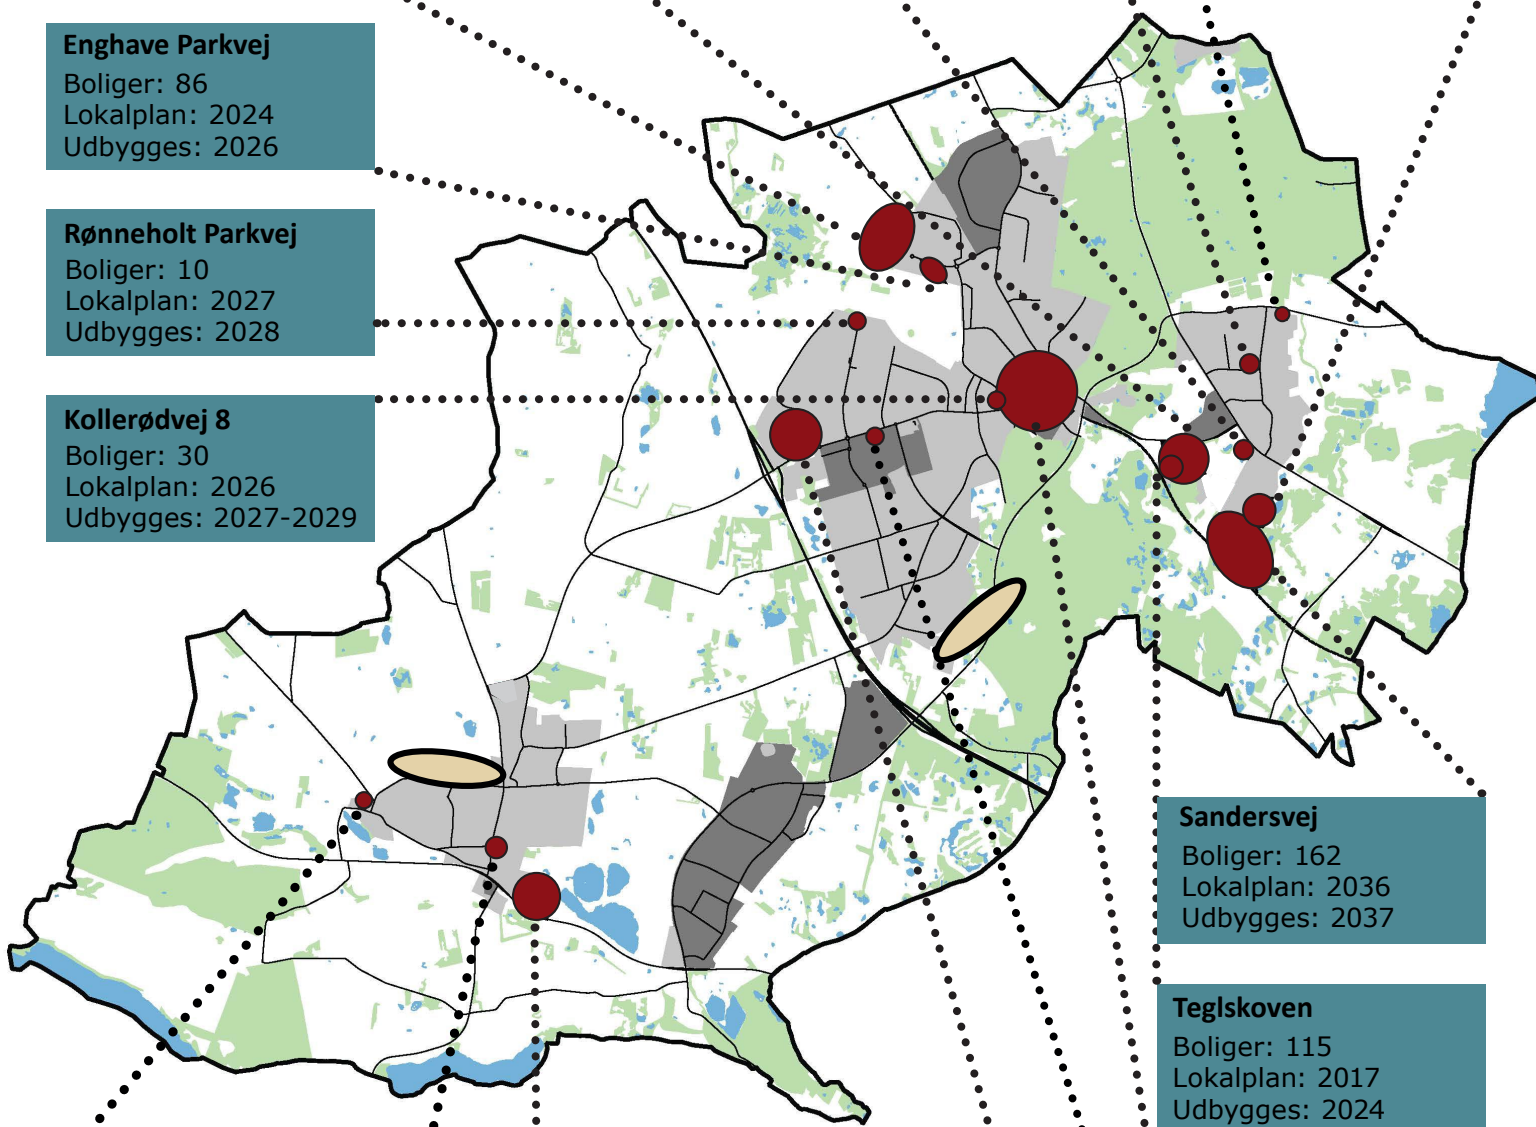 Enghave Parkvej
Boliger: 86
Lokalplan: 2024
Udbygges: 2026
Rønneholt Parkvej
Boliger: 10
Lokalplan: 2027
Udbygges: 2028
Kollerødvej 8
Boliger: 30
Lokalplan: 2026
Udbygges: 2027-2029
Sandersvej
Boliger: 162
Lokalplan: 2036
Udbygges: 2037
Teglskoven
Boliger: 115
Lokalplan: 2017
Udbygges: 2024